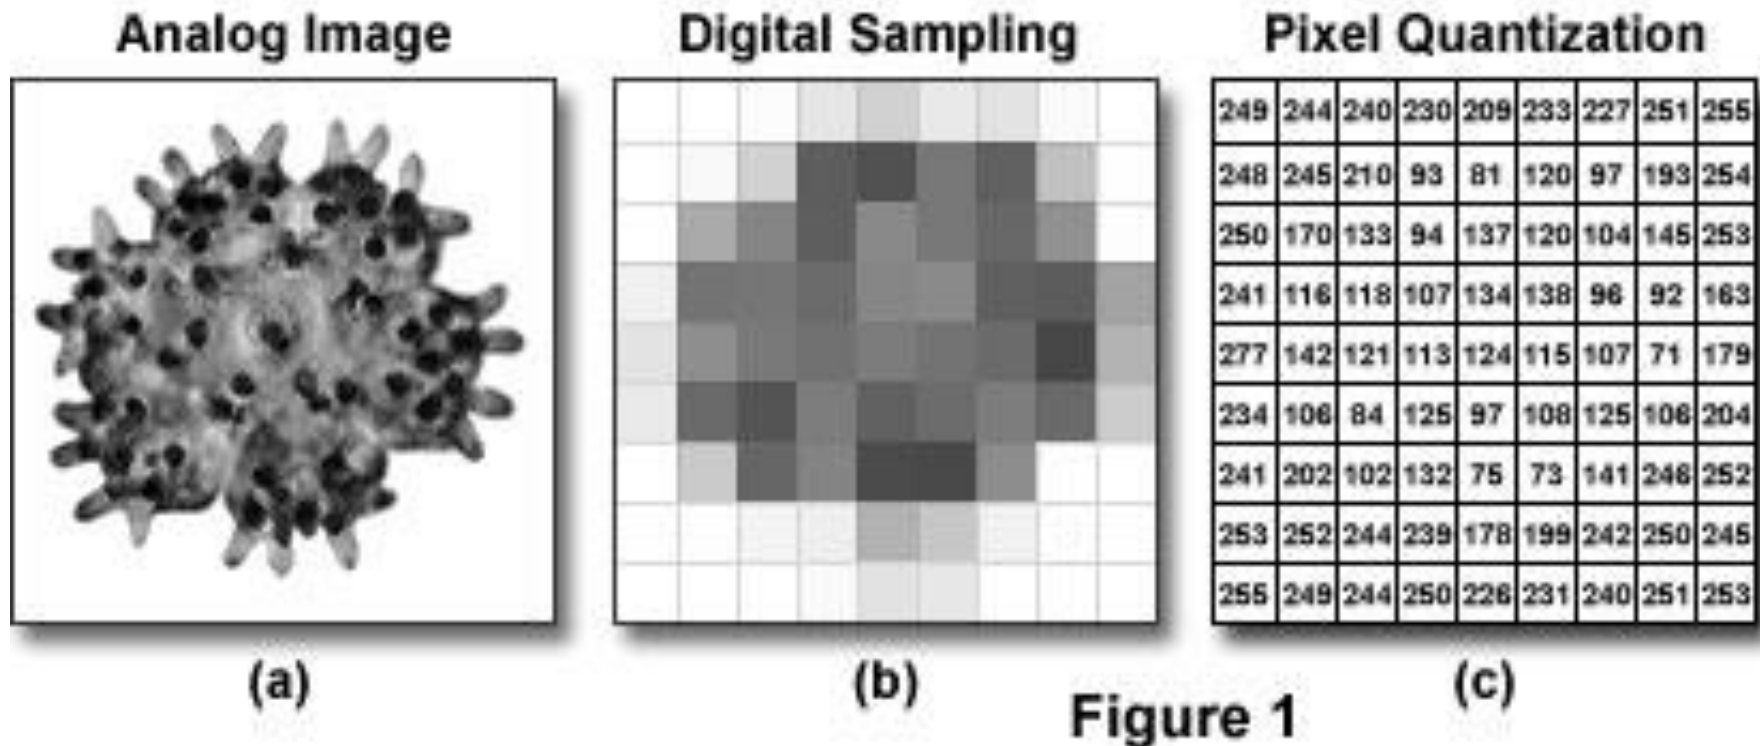 Analog Image Digital Sampling Pixel Quantization
249 244 240 230 209 233 227 251 255
248 245 210 93 81 120 97 193 254
250 170 133 94 137 120 104 145 253
241 116 118 107 134 138 96 92 163
277 142 121 113 124 115 107 71 179
234 106 84 125 97 108 125 106 204
241 202 102 132 75 73 141 246 252
253 252 244 239 178 199 242 250 245
255 249 244 250 226 231 240 251 253
(a) (b) (c)
Figure 1